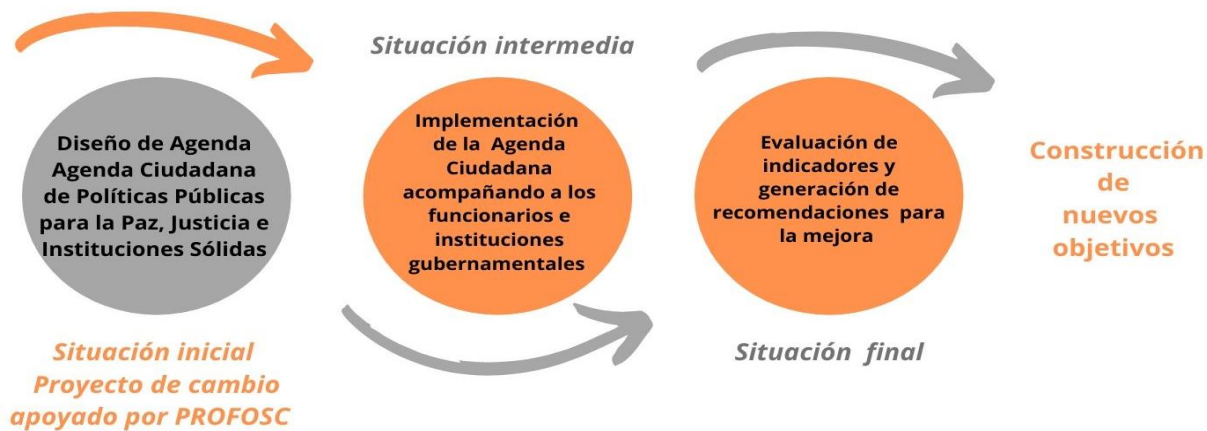 Diseño de Agenda
Agenda Ciudadana
de Políticas Públicas
para la Paz, Justicia e
Instituciones Sólidas
Situación inicial
Proyecto de cambio
apoyado por PROFOSC
Situación intermedia
Implementación
de la Agenda
Ciudadana
acompañando a los
funcionarios e
instituciones
gubernamentales
Evaluación de
indicadores y
generación de
recomendaciones para
la mejora
Situación final
Construcción
de
nuevos
objetivos